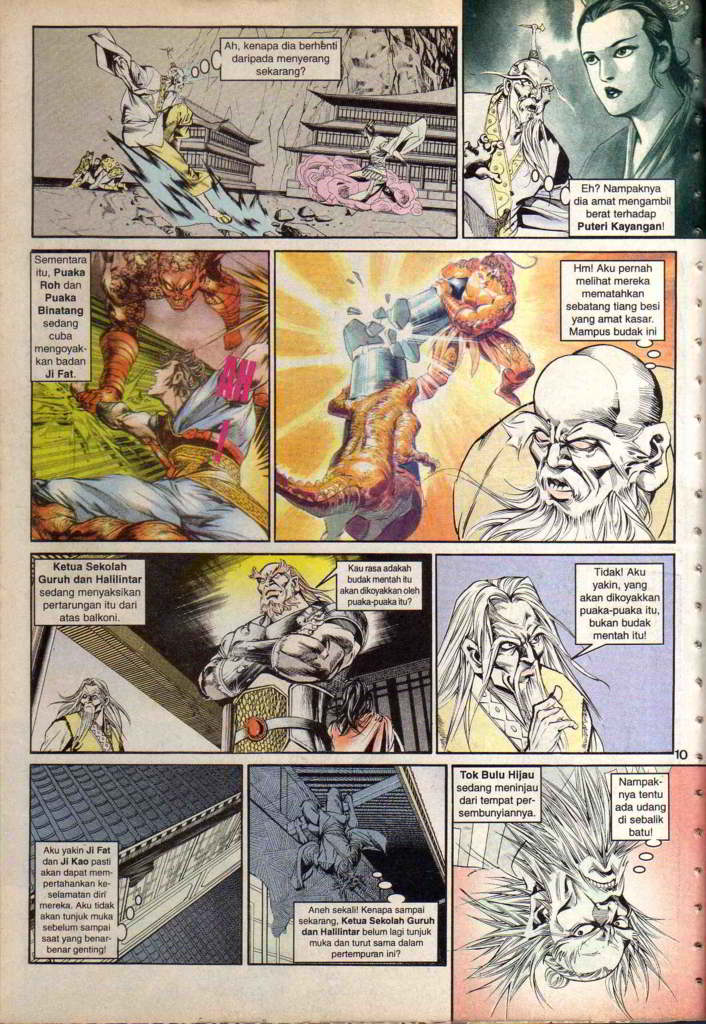 Ah, kenapa dia berhenti
daripada menyerang
sekarang?
Eh? Nampaknya
dia amat mengambil
berat terhadap
Puteri Kayangan!
Sementara
itu, Puaka
Roh dan
Puaka
Binatang
sedang
cuba
mengoyak-
kan badan
Ji Fat.
AH
!
Hm! Aku pernah
melihat mereka
mematahkan
sebatang tiang besi
yang amat kasar.
Mampus budak ini
Ketua Sekolah
Guruh dan Halilintar
sedang menyaksikan
pertarungan itu dari
atas balkoni.
Kau rasa adakah
budak mentah itu
akan dikoyakkan oleh
puaka-puaka itu?
Tidak! Aku
yakin, yang
akan dikoyakkan
puaka-puaka itu,
bukan budak
mentah itu!
10
Aku yakin Ji Fat
dan Ji Kao pasti
akan dapat mem-
pertahankan ke-
selamatan diri
mereka. Aku tidak
akan tunjuk muka
sebelum sampai
saat yang benar-
benar genting!
Aneh sekali! Kenapa sampai
sekarang, Ketua Sekolah Guruh
dan Halilintar belum lagi tunjuk
muka dan turut sama dalam
pertempuran ini?
Tok Bulu Hijau
sedang meninjau
dari tempat per-
sembunyiannya.
Nampak-
nya tentu
ada udang
di sebalik
batu!